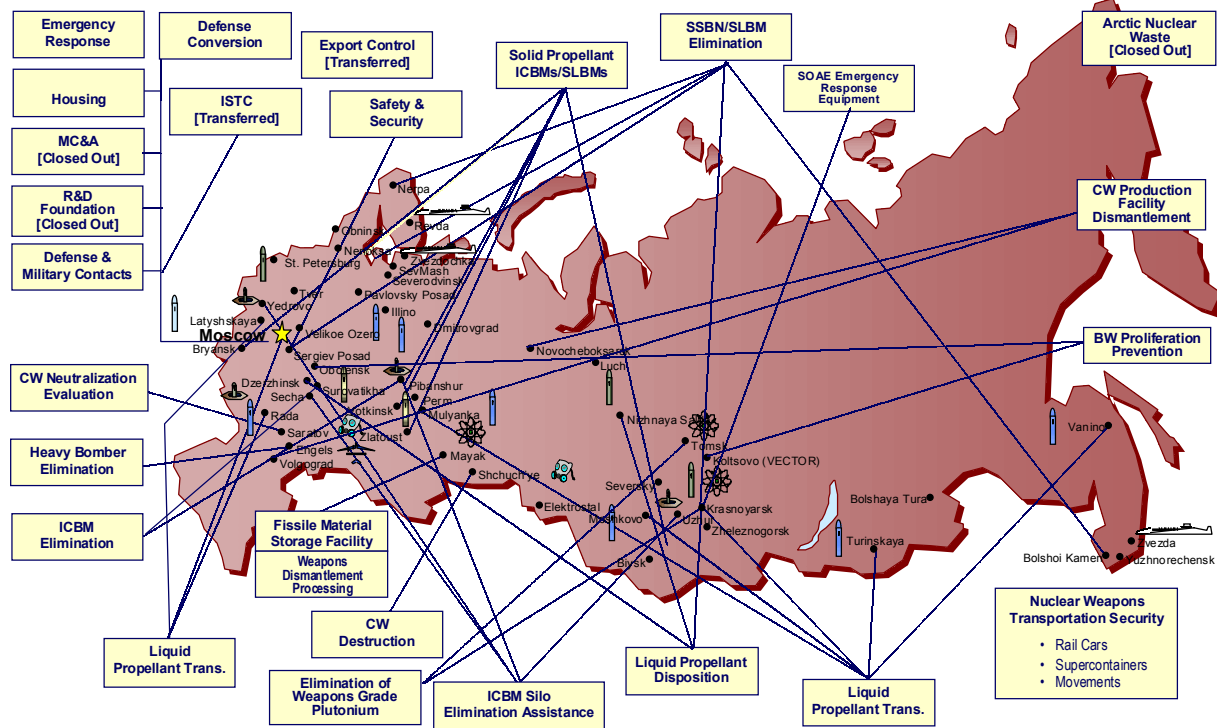 Emergency
Response
Defense
Conversion
Export Control
[Transferred]
Solid Propellant
ICBMs/SLBMs
SSBN/SLBM
Elimination
SOAE Emergency
Response
Equipment
Arctic Nuclear
Waste
[Closed Out]
Housing
ISTC
[Transferred]
Safety &
Security
MC&A
[Closed Out]
R&D
Foundation
[Closed Out]
Defense &
Military Contacts
CW Production
Facility
Dismantlement
BW Proliferation
Prevention
Nerpa
Revda
Obninsk
Nenoksa
Zvezdochka
St. Petersburg
SevMash
Severodvinsk
Tver
Pavlovsky Posad
Yedrovo
Illino
Latyshskaya
Dmitrovgrad
Moscow
Velikoe Ozero
Bryansk
Sergiev Posad
Obolensk
Novocheboksarsk
Luch
CW Neutralization
Evaluation
Dzerzhinsk
Surovatikha
Secha
Pibanshur
Perm
Votkinsk
Mulyanka
Rada
Nizhnaya Salda
Vanino
Saratov
Zlatoust
Tomsk
Engels
Volgograd
Mayak
Koltsovo (VECTOR)
Shchuch'ye
Seversky
Heavy Bomber
Elimination
ICBM
Elimination
Elektrostal
Krasnoyarsk
Bolshaya Tura
Mashkovo
Uzhur
Zheleznogorsk
Turinskaya
Biysk
Zvezda
Bolshoi Kamen
Yuzhnorechensk
Fissile Material
Storage Facility
Weapons
Dismantlement
Processing
CW
Destruction
Liquid
Propellant Trans.
Elimination of
Weapons Grade
Plutonium
ICBM Silo
Elimination Assistance
Liquid Propellant
Disposition
Liquid
Propellant Trans.
Nuclear Weapons
Transportation Security
• Rail Cars
• Supercontainers
• Movements